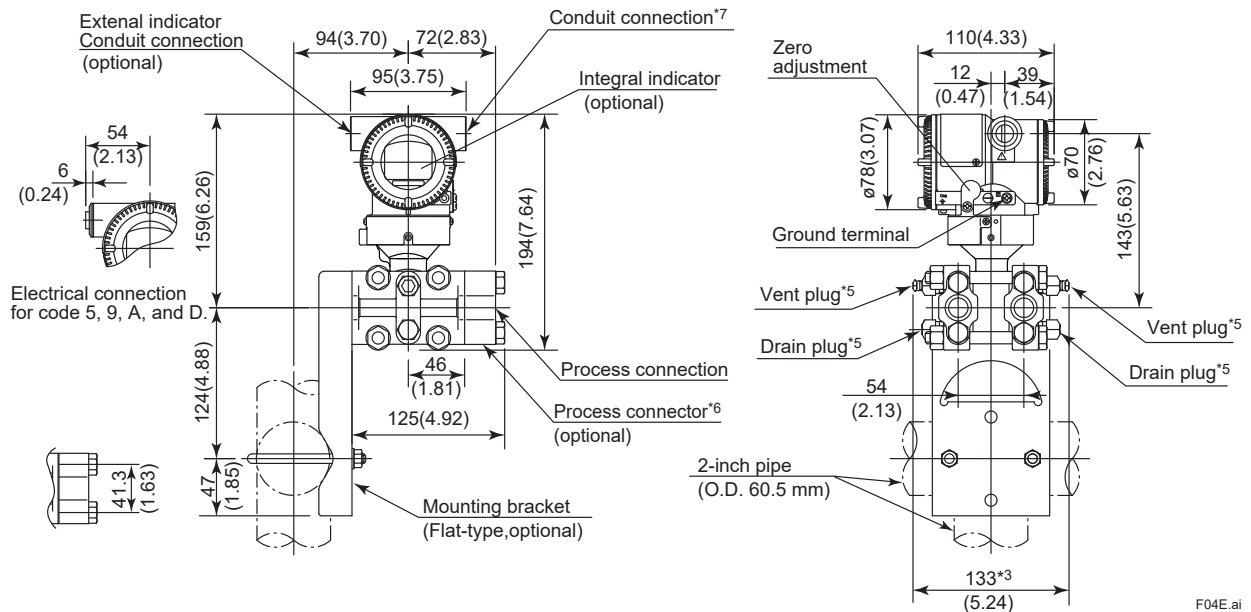 Extenal indicator
Conduit connection
(optional)
94(3.70)
72(2.83)
Conduit connection*7
95(3.75)
Integral indicator
(optional)
54
(2.13)
6
(0.24)
159(6.26)
194(7.64)
Electrical connection
for code 5, 9, A, and D.
124(4.88)
46
(1.81)
Process connection
125(4.92)
Process connector*6
(optional)
47
(1.85)
41.3
(1.63)
Mounting bracket
(Flat-type,optional)
110(4.33)
Zero
adjustment
12
(0.47)
39
(1.54)
ø78(3.07)
ø70
(2.76)
143(5.63)
Ground terminal
Vent plug*5
Vent plug*5
Drain plug*5
Drain plug*5
54
(2.13)
2-inch pipe
(O.D. 60.5 mm)
133*3
(5.24)
F04E.ai